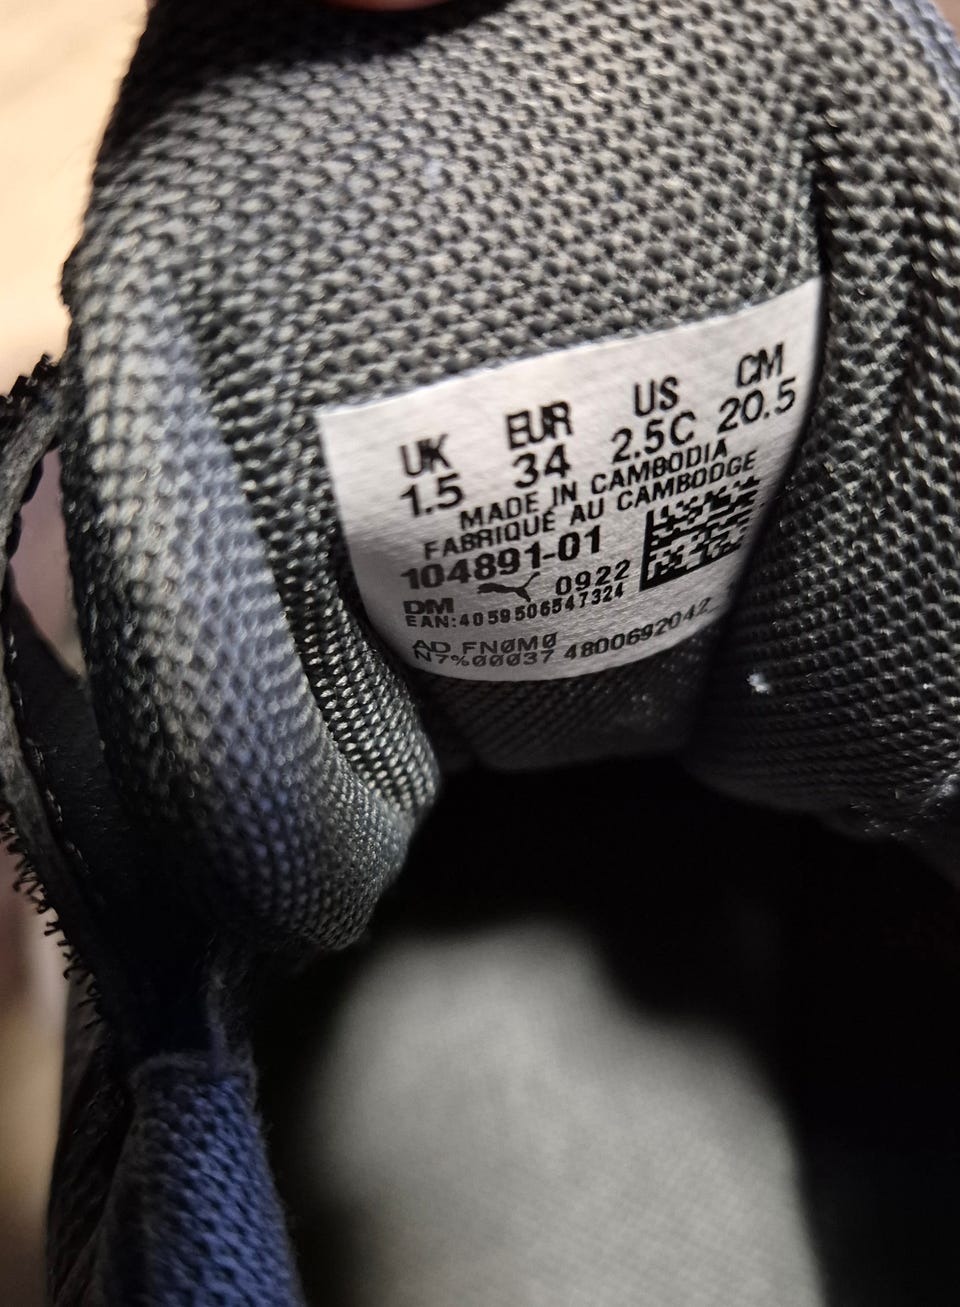 UK EUR US CM
1.5 34 2.5C 20.5
MADE IN CAMBODIA
FABRIQUÉ AU CAMBODGE
104891-01
DM 0922
EAN:4059506547324
AD FNØMØ
N7%00037 4800692042